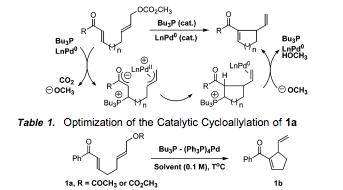 O
OCO2CH3
R
( )n
Bu3P (cat.)
LnPd0 (cat.)
O
R
( )n
Bu3P
LnPd0
CO2
⊖OCH3
O
⊖
LnPdII
⊕
R
Bu3P
⊕
( )n
O
H
LnPd0
R
Bu3P
⊕
( )n
Bu3P
LnPd0
HOCH3
⊖OCH3
Table 1. Optimization of the Catalytic Cycloallylation of 1a
O
OR
Ph
1a, R = COCH3 or CO2CH3
Bu3P - (Ph3P)4Pd
Solvent (0.1 M), ToC
O
Ph
1b